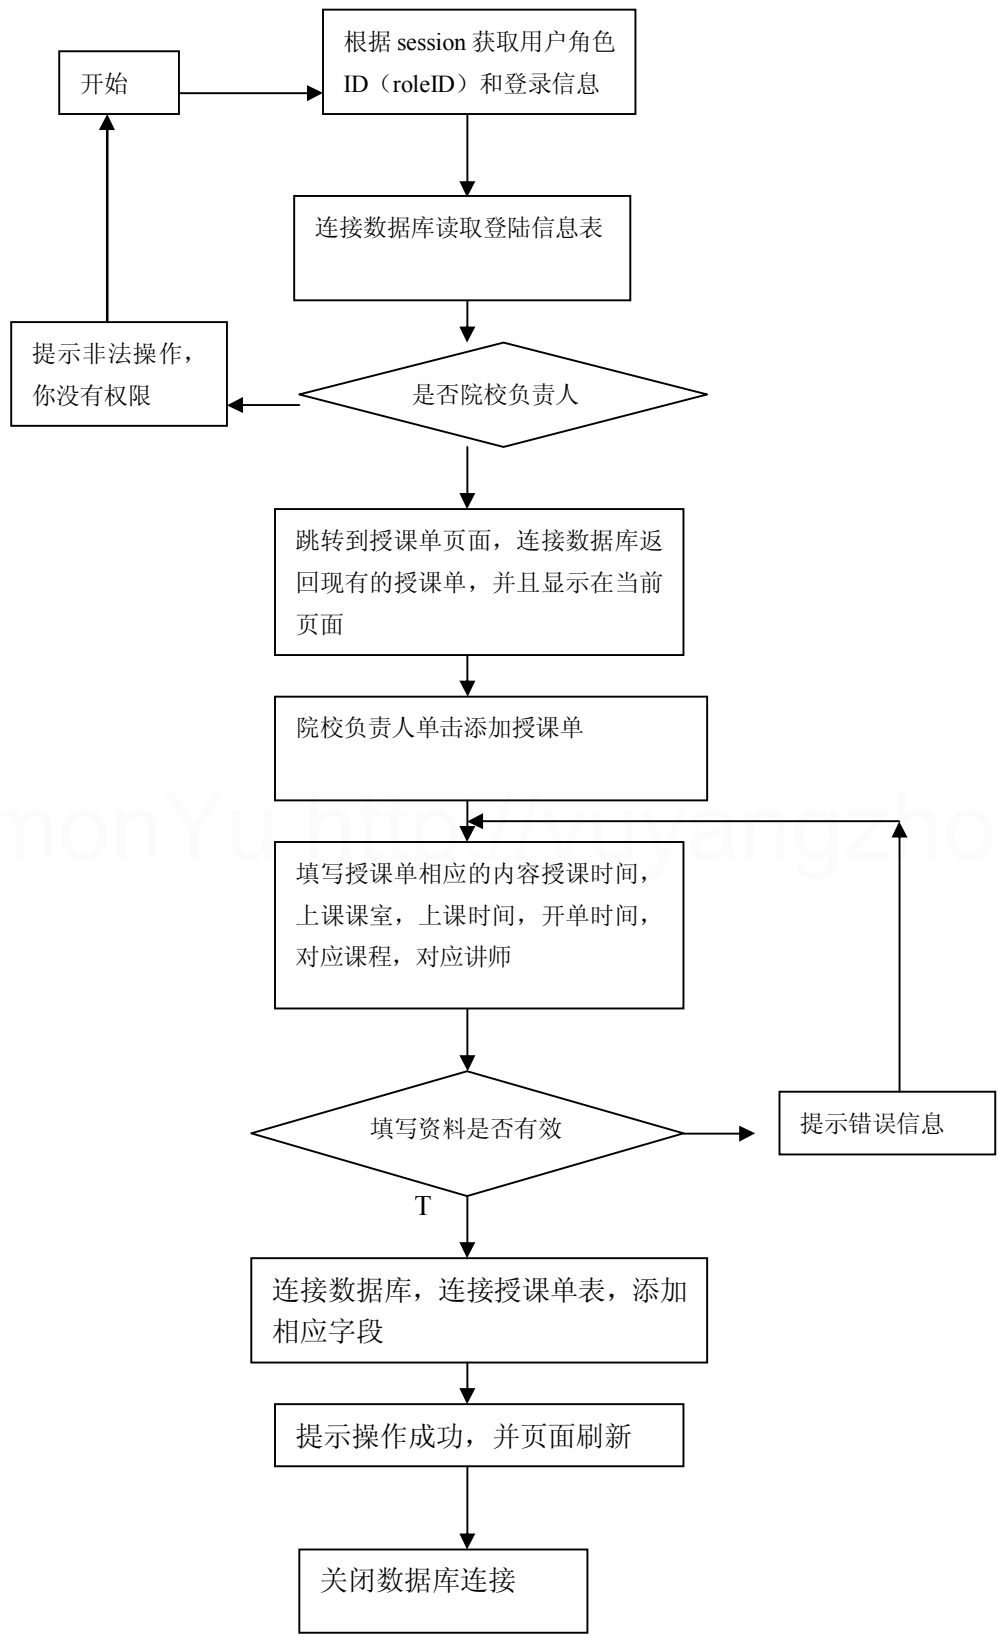 开始
根据 session 获取用户角色
ID（roleID）和登录信息
连接数据库读取登陆信息表
提示非法操作，
你没有权限
是否院校负责人
跳转到授课单页面，连接数据库返
回现有的授课单，并且显示在当前
页面
院校负责人单击添加授课单
monYu http://yuyangzho
填写授课单相应的内容授课时间，
上课课室，上课时间，开单时间，
对应课程，对应讲师
填写资料是否有效
提示错误信息
T
连接数据库，连接授课单表，添加
相应字段
提示操作成功，并页面刷新
关闭数据库连接